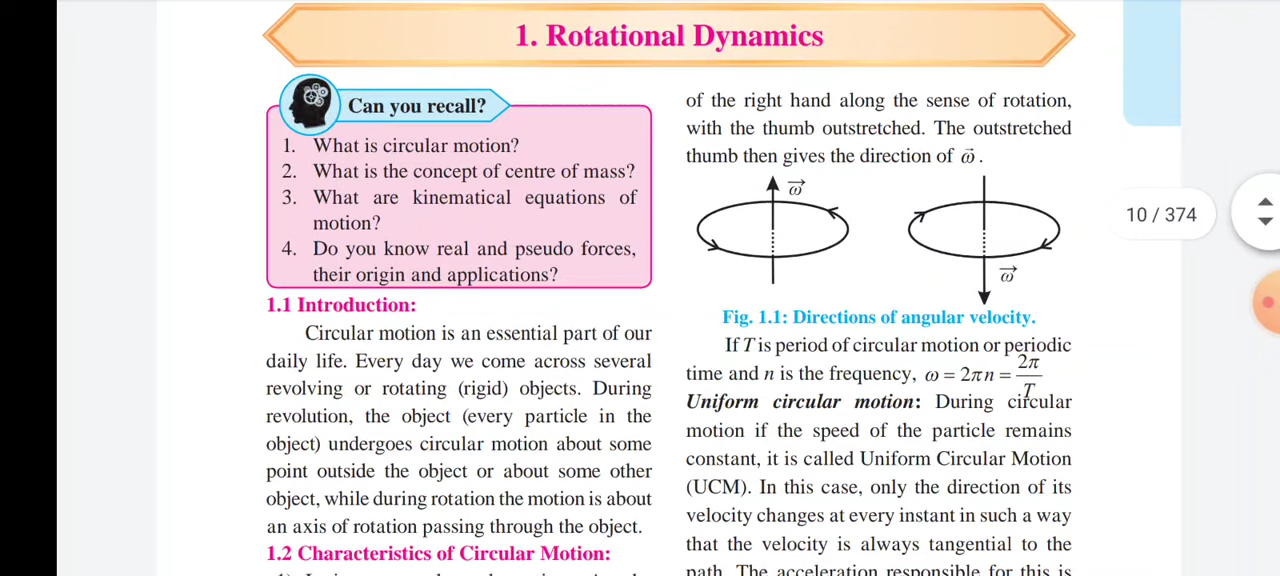 1. Rotational Dynamics
Can you recall?
1. What is circular motion?
2. What is the concept of centre of mass?
3. What are kinematical equations of
motion?
4. Do you know real and pseudo forces,
their origin and applications?
1.1 Introduction:
Circular motion is an essential part of our
daily life. Every day we come across several
revolving or rotating (rigid) objects. During
revolution, the object (every particle in the
object) undergoes circular motion about some
point outside the object or about some other
object, while during rotation the motion is about
an axis of rotation passing through the object.
1.2 Characteristics of Circular Motion:
of the right hand along the sense of rotation,
with the thumb outstretched. The outstretched
thumb then gives the direction of ω⃗ .
ω⃗
ω⃗
Fig. 1.1: Directions of angular velocity.
If T is period of circular motion or periodic
time and n is the frequency, ω = 2πn = 2π/T
Uniform circular motion: During circular
motion if the speed of the particle remains
constant, it is called Uniform Circular Motion
(UCM). In this case, only the direction of its
velocity changes at every instant in such a way
that the velocity is always tangential to the
path. The acceleration responsible for this is
10 / 374